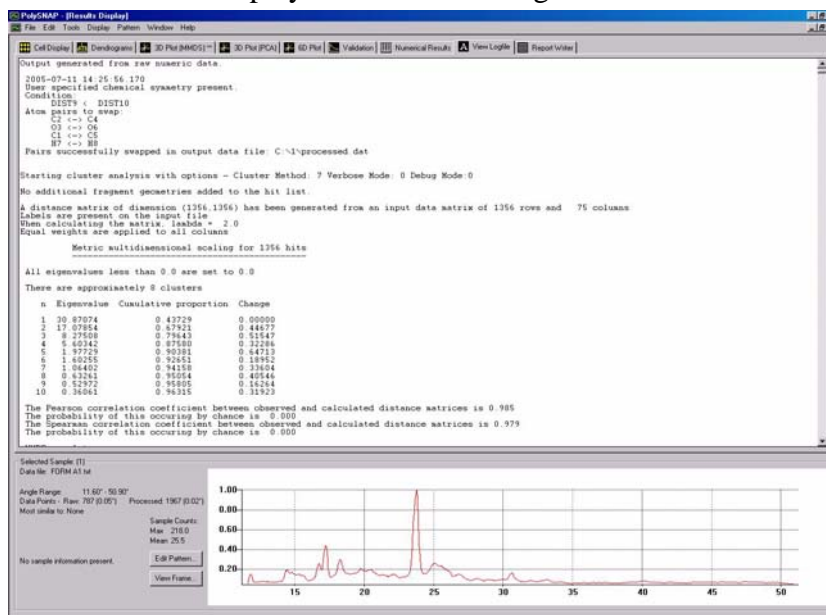 PolySNAP - [Results Display]
File Edit Tools Display Pattern Window Help
Cell Display Dendrograms 3D Plot (MMDS) 3D Plot (PCA) 6D Plot Validation Numerical Results View Logfile Report Writer
Output generated from raw numeric data.
2005-07-11 14:25:56.170
User specified chemical symmetry present.
Condition:
DIST9 < DIST10
Atom pairs to swap:
C2 <-> C4
O3 <-> O6
C1 <-> C5
H7 <-> H8
Pairs successfully swapped in output data file: C:\1\processed.dat
Starting cluster analysis with options - Cluster Method: 7 Verbose Mode: 0 Debug Mode:0
No additional fragment geometries added to the hit list.
A distance matrix of dimension (1356,1356) has been generated from an input data matrix of 1356 rows and 75 columns
Labels are present on the input file
When calculating the matrix, lambda = 2.0
Equal weights are applied to all columns
Metric multidimensional scaling for 1356 hits
All eigenvalues less than 0.0 are set to 0.0
There are approximately 8 clusters
n Eigenvalue Cumulative proportion Change
1 30.87074 0.43729 0.00000
2 17.07854 0.67921 0.44677
3 8.27508 0.79643 0.51547
4 5.60342 0.87580 0.32286
5 1.97729 0.90381 0.64713
6 1.60255 0.92651 0.18952
7 1.06402 0.94158 0.33604
8 0.63261 0.95054 0.40546
9 0.52972 0.95805 0.16264
10 0.36061 0.96315 0.31923
The Pearson correlation coefficient between observed and calculated distance matrices is 0.985
The probability of this occuring by chance is 0.000
The Spearman correlation coefficient between observed and calculated distance matrices is 0.979
The probability of this occuring by chance is 0.000
Selected Sample: [1]
Data file: FORM A1.txt
Angle Range: 11.60° - 50.90°
Data Points - Raw: 787 (0.05°) Processed: 1967 (0.02°)
Most similar to: None
Sample Counts:
Max 218.0
Mean 25.5
No sample information present.
Edit Pattern...
View Frame...
1.00
0.80
0.60
0.40
0.20
15 20 25 30 35 40 45 50